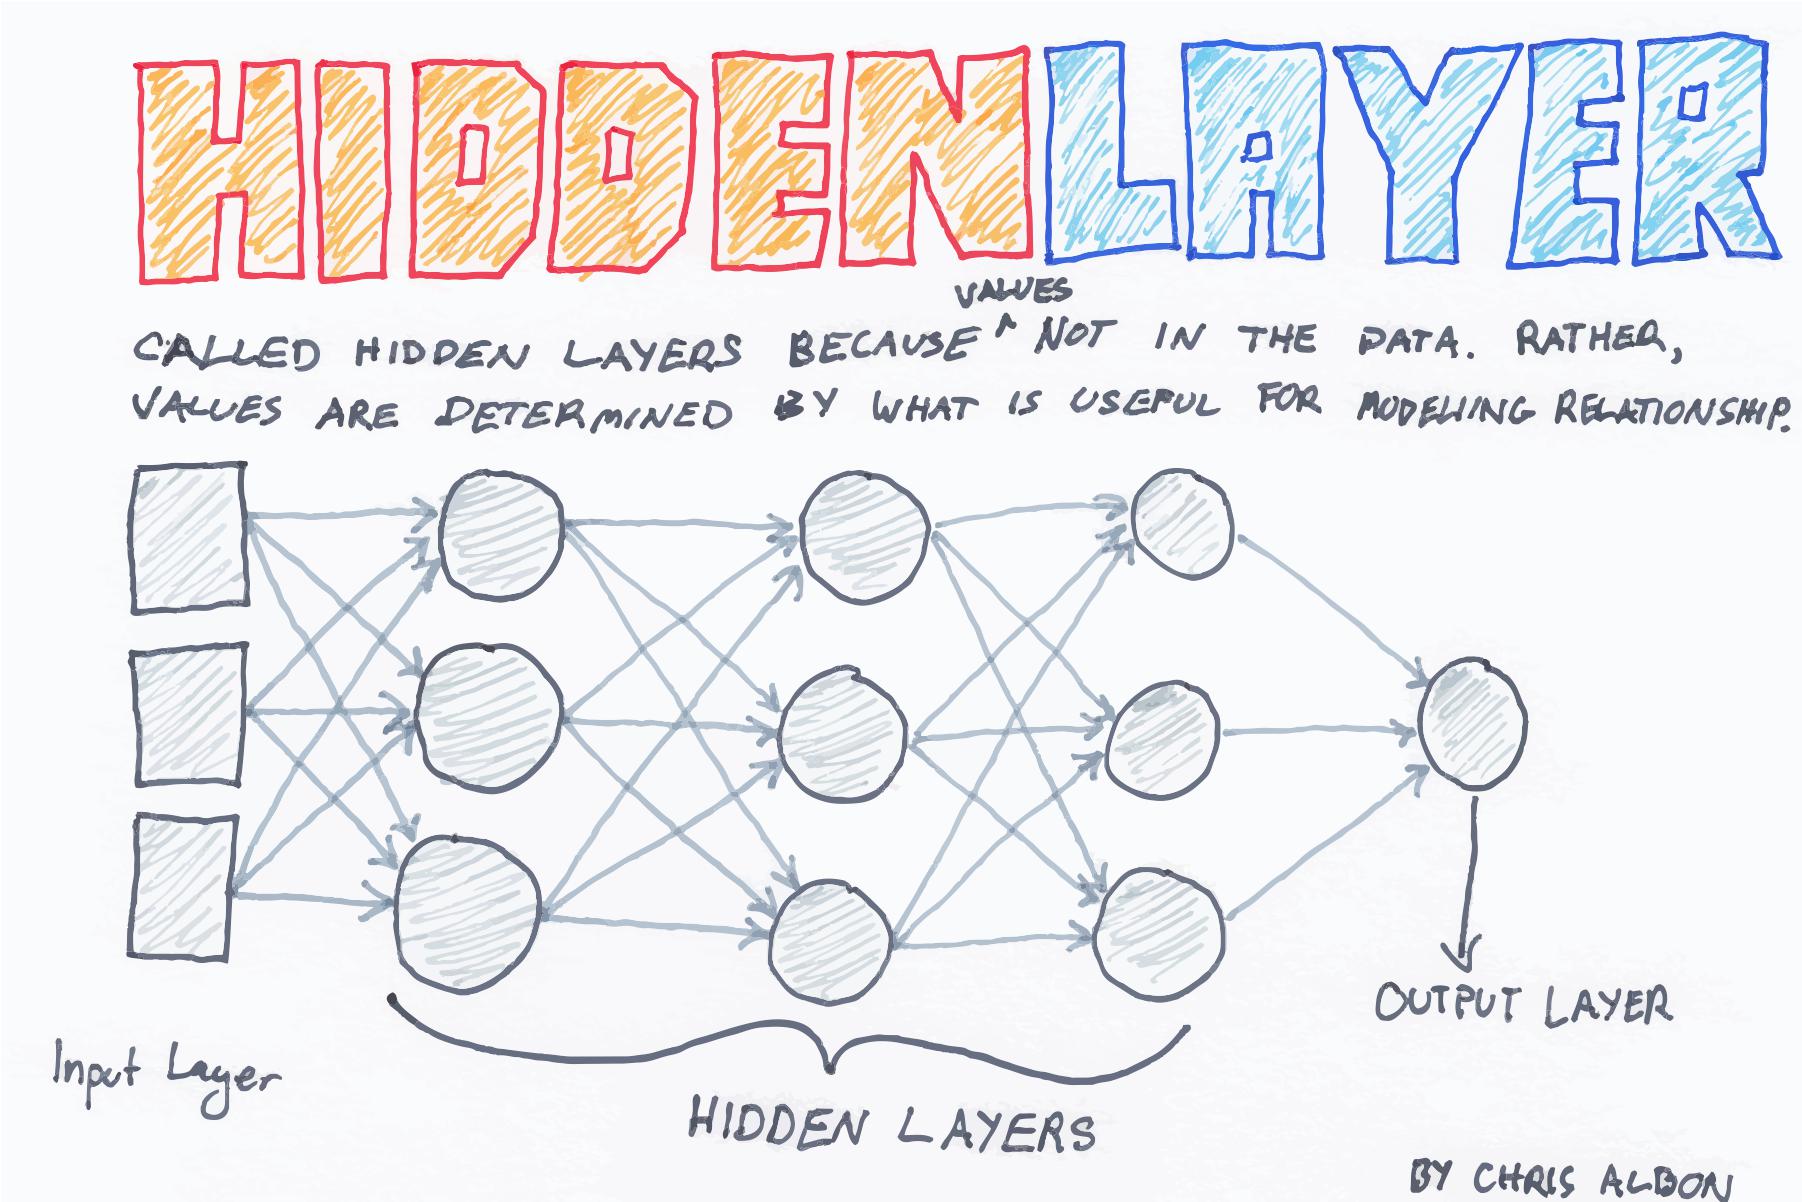 HIDDEN LAYER
VALUES
CALLED HIDDEN LAYERS BECAUSE ^ NOT IN THE DATA. RATHER,
VALUES ARE DETERMINED BY WHAT IS USEFUL FOR MODELLING RELATIONSHIP.
Input Layer
HIDDEN LAYERS
OUTPUT LAYER
BY CHRIS ALBON